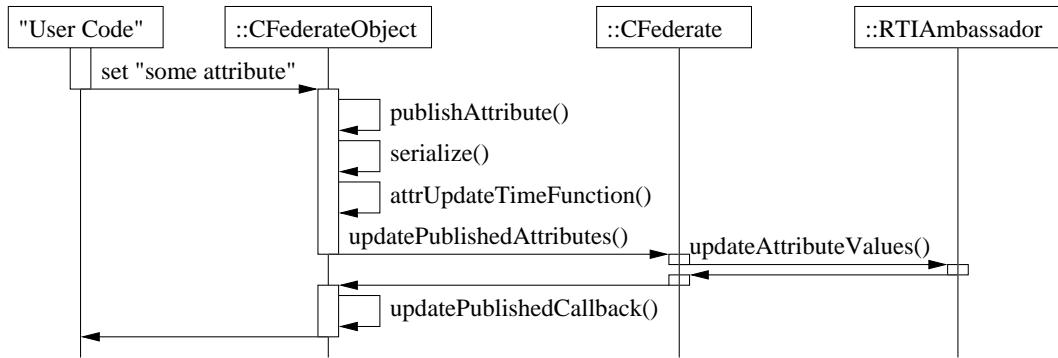 "User Code" ::CFederateObject ::CFederate ::RTIAmbassador
set "some attribute"
publishAttribute()
serialize()
attrUpdateTimeFunction()
updatePublishedAttributes()
updateAttributeValues()
updatePublishedCallback()